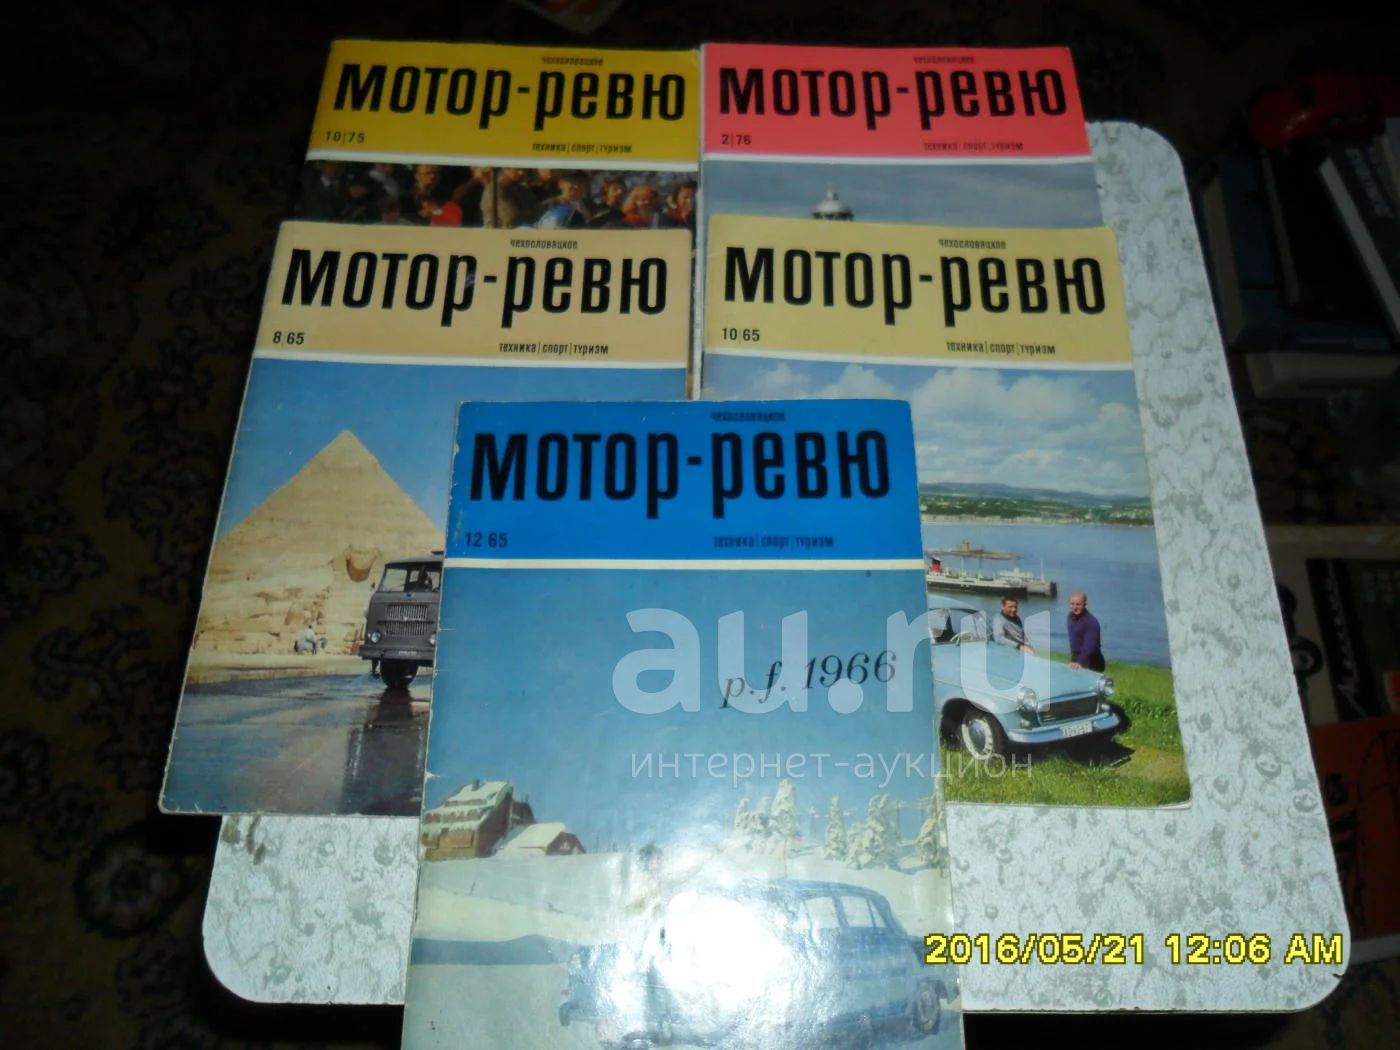 чехословацкое
мотор-ревю
10|75
техника|спорт|туризм
чехословацкое
мотор-ревю
2|76
техника|спорт|туризм
чехословацкое
мотор-ревю
8|65
техника|спорт|туризм
чехословацкое
мотор-ревю
10|65
техника|спорт|туризм
чехословацкое
мотор-ревю
12|65
техника|спорт|туризм
p.f. 1966
au.ru
интернет-аукцион
2016/05/21 12:06 AM